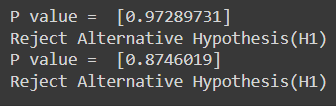 P value =  [0.97289731]
Reject Alternative Hypothesis(H1)
P value =  [0.8746019]
Reject Alternative Hypothesis(H1)